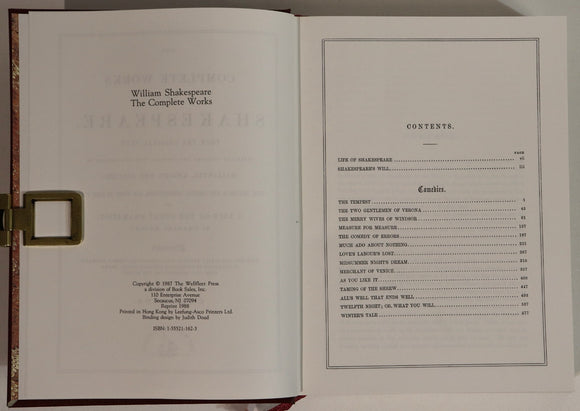 William Shakespeare
The Complete Works
Copyright © 1987 The Wellfleet Press
a division of Book Sales, Inc.
110 Enterprise Avenue
Secaucus, NJ 07094
Reprint 1988
Printed in Hong Kong by Leefung-Asco Printers Ltd.
Binding design by Judith Doud
ISBN: 1-55521-162-3
CONTENTS.
PAGE
LIFE OF SHAKESPEARE
SHAKESPEARE'S WILL
Comedies.
THE TEMPEST
THE TWO GENTLEMEN OF VERONA
THE MERRY WIVES OF WINDSOR
MEASURE FOR MEASURE
THE COMEDY OF ERRORS
MUCH ADO ABOUT NOTHING
LOVE'S LABOUR'S LOST
MIDSUMMER NIGHT'S DREAM
MERCHANT OF VENICE
AS YOU LIKE IT
TAMING OF THE SHREW
ALL'S WELL THAT ENDS WELL
TWELFTH NIGHT; OR, WHAT YOU WILL
WINTER'S TALE